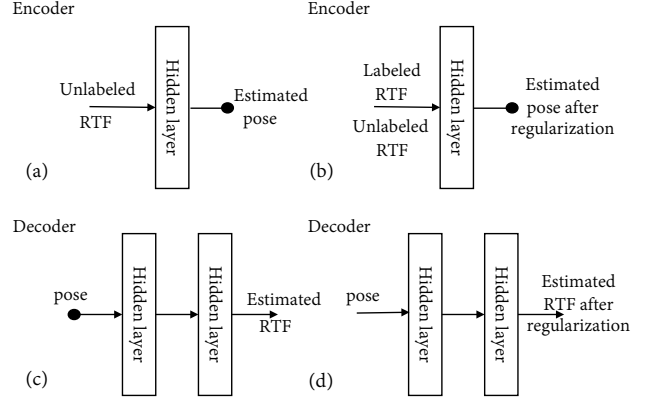 Encoder
Unlabeled
RTF
Hidden layer
Estimated
pose
(a)
Encoder
Labeled
RTF
Unlabeled
RTF
Hidden layer
Estimated
pose after
regularization
(b)
Decoder
pose
Hidden layer
Hidden layer
Estimated
RTF
(c)
Decoder
pose
Hidden layer
Hidden layer
Estimated
RTF after
regularization
(d)